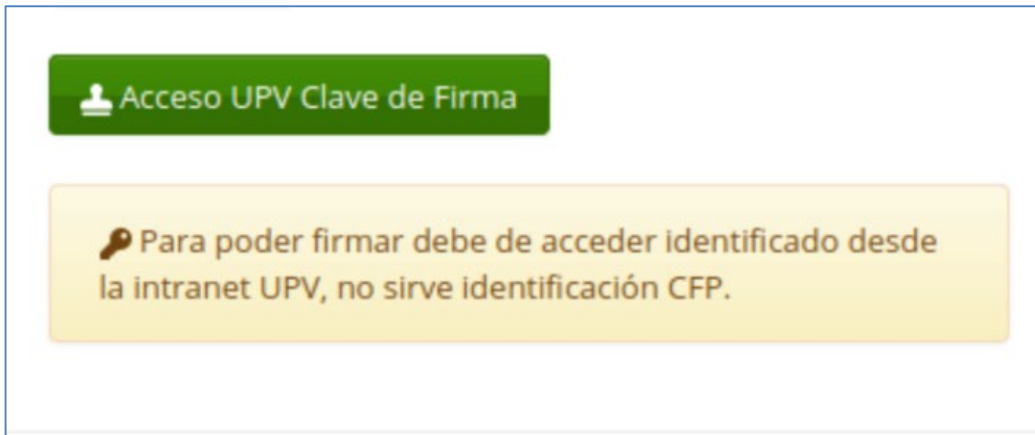 Acceso UPV Clave de Firma
Para poder firmar debe de acceder identificado desde
la intranet UPV, no sirve identificación CFP.